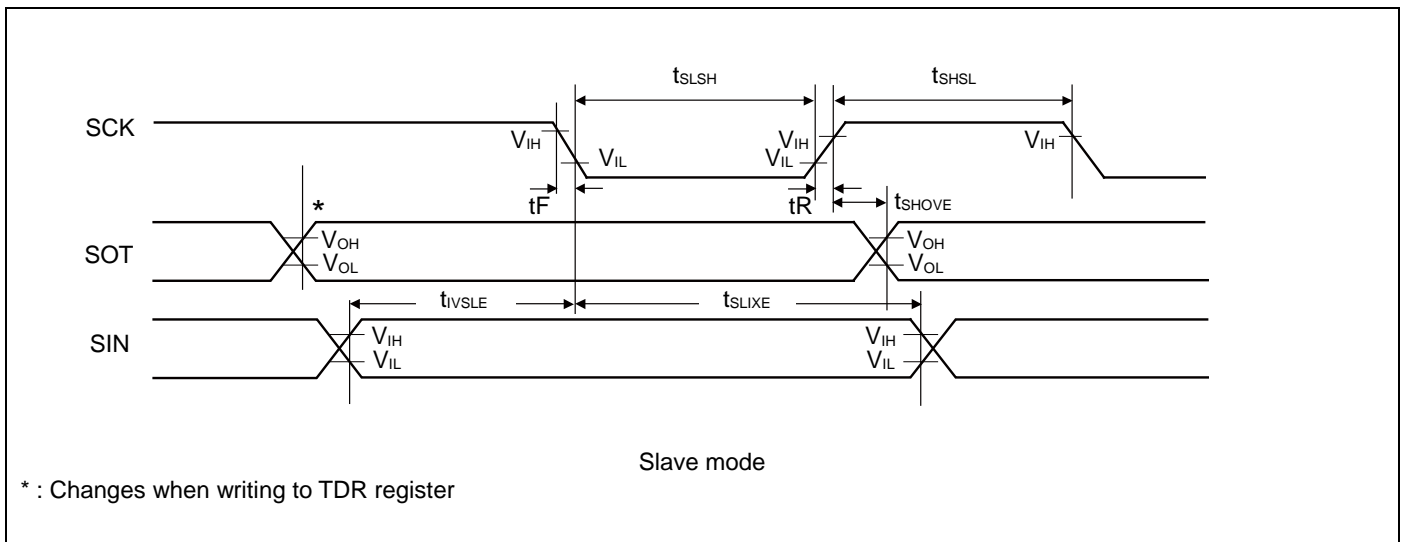 tSLSH tSHSL
SCK
VIH VIL VIH VIL VIH
tF tR tSHOVE
*
SOT
VOH VOH
VOL VOL
tIVSLE tSLIXE
SIN
VIH VIH
VIL VIL
Slave mode
* : Changes when writing to TDR register